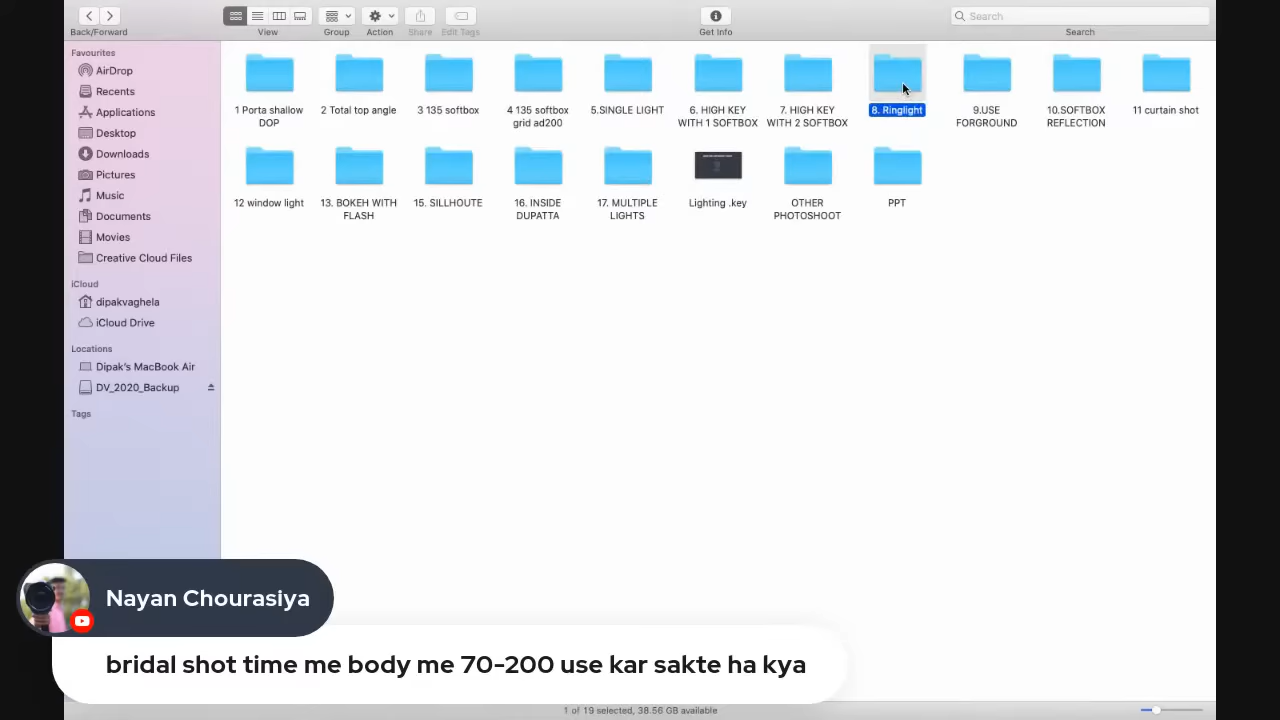 Back/Forward
View
Group
Action
Share
Edit Tags
Get Info
Search
Search
Favourites
AirDrop
Recents
Applications
Desktop
Downloads
Pictures
Music
Documents
Movies
Creative Cloud Files
iCloud
dipakvaghela
iCloud Drive
Locations
Dipak's MacBook Air
DV_2020_Backup
Tags
1 Porta shallow
DOP
2 Total top angle
3 135 softbox
4 135 softbox
grid ad200
5.SINGLE LIGHT
6. HIGH KEY
WITH 1 SOFTBOX
7. HIGH KEY
WITH 2 SOFTBOX
8. Ringlight
9.USE
FORGROUND
10.SOFTBOX
REFLECTION
11 curtain shot
12 window light
13. BOKEH WITH
FLASH
15. SILLHOUTE
16. INSIDE
DUPATTA
17. MULTIPLE
LIGHTS
Lighting .key
OTHER
PHOTOSHOOT
PPT
Nayan Chourasiya
bridal shot time me body me 70-200 use kar sakte ha kya
1 of 19 selected, 38.56 GB available